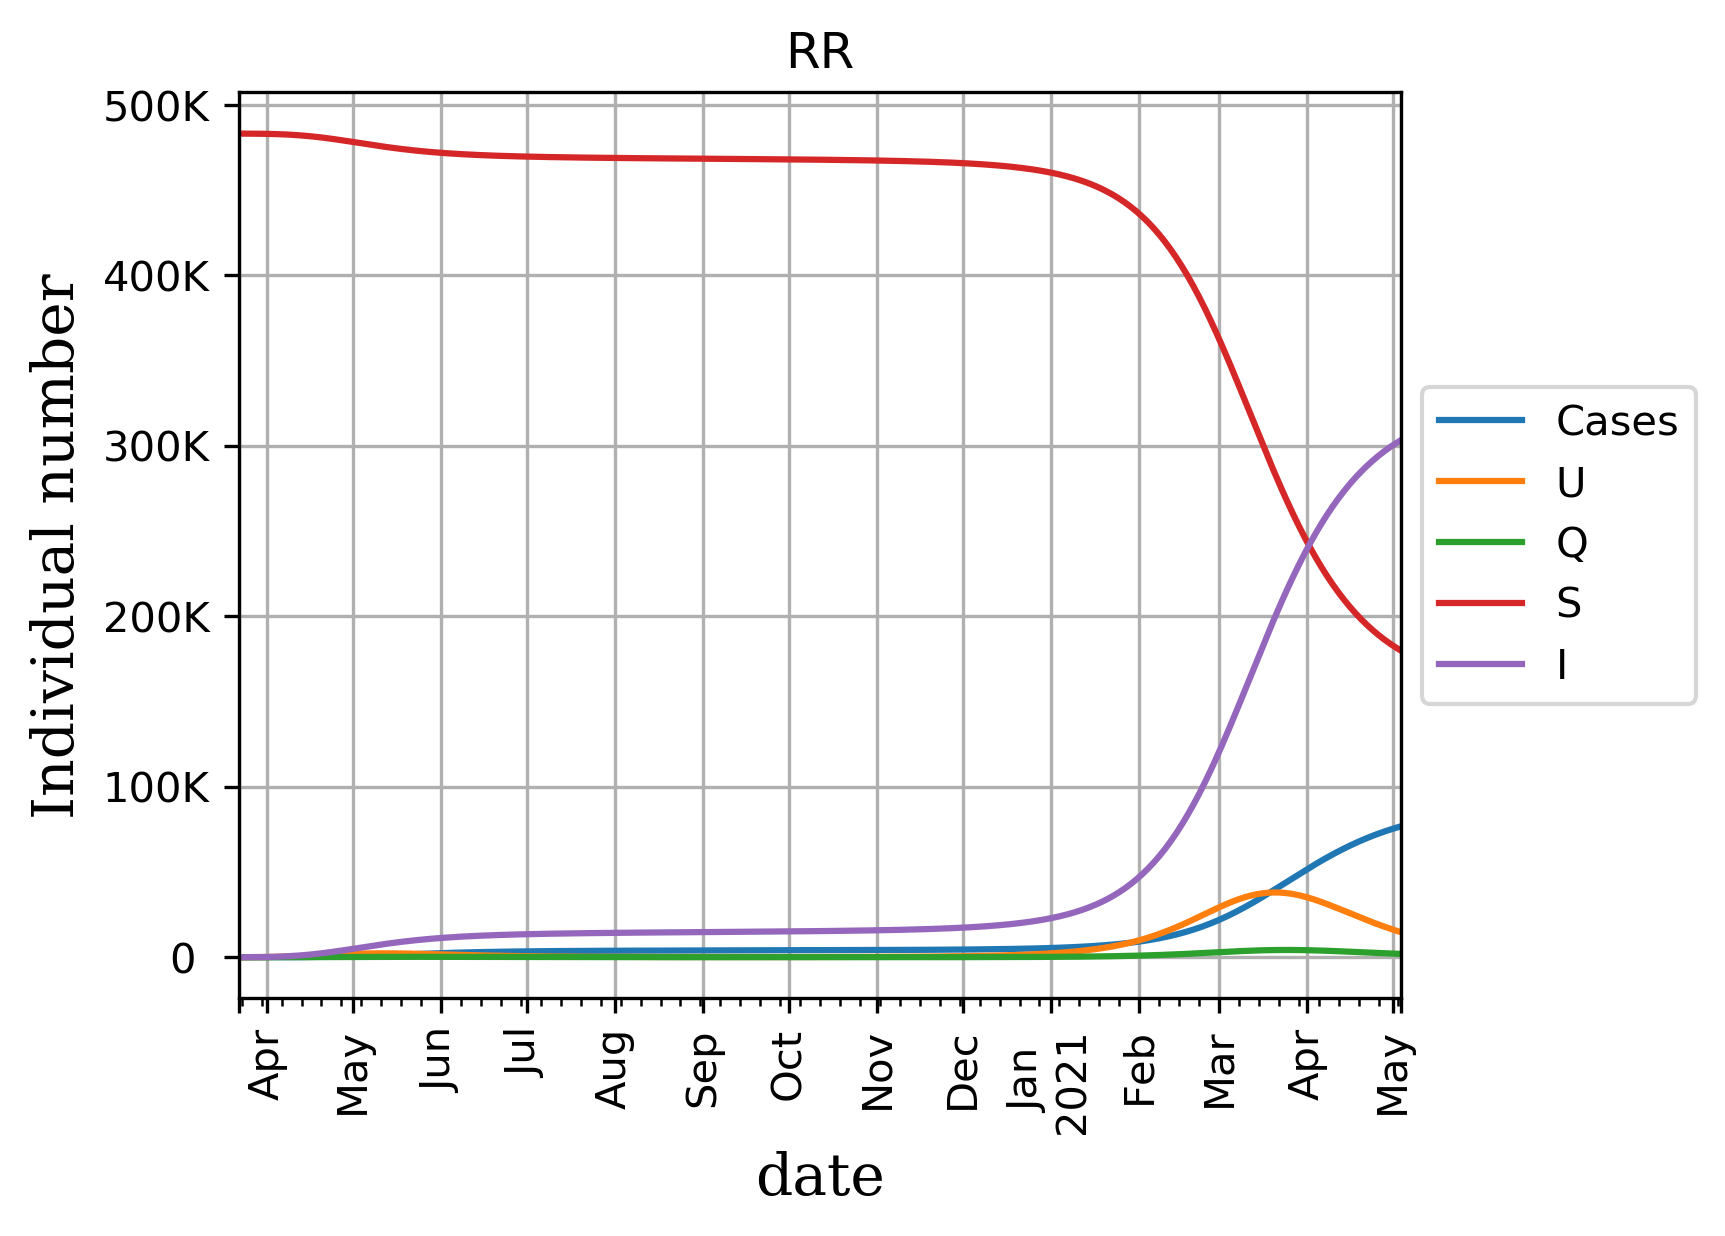 RR
500K
400K
300K
200K
100K
0
Individual number
Apr
May
Jun
Jul
Aug
Sep
Oct
Nov
Dec
Jan
2021
Feb
Mar
Apr
May
date
Cases
U
Q
S
I